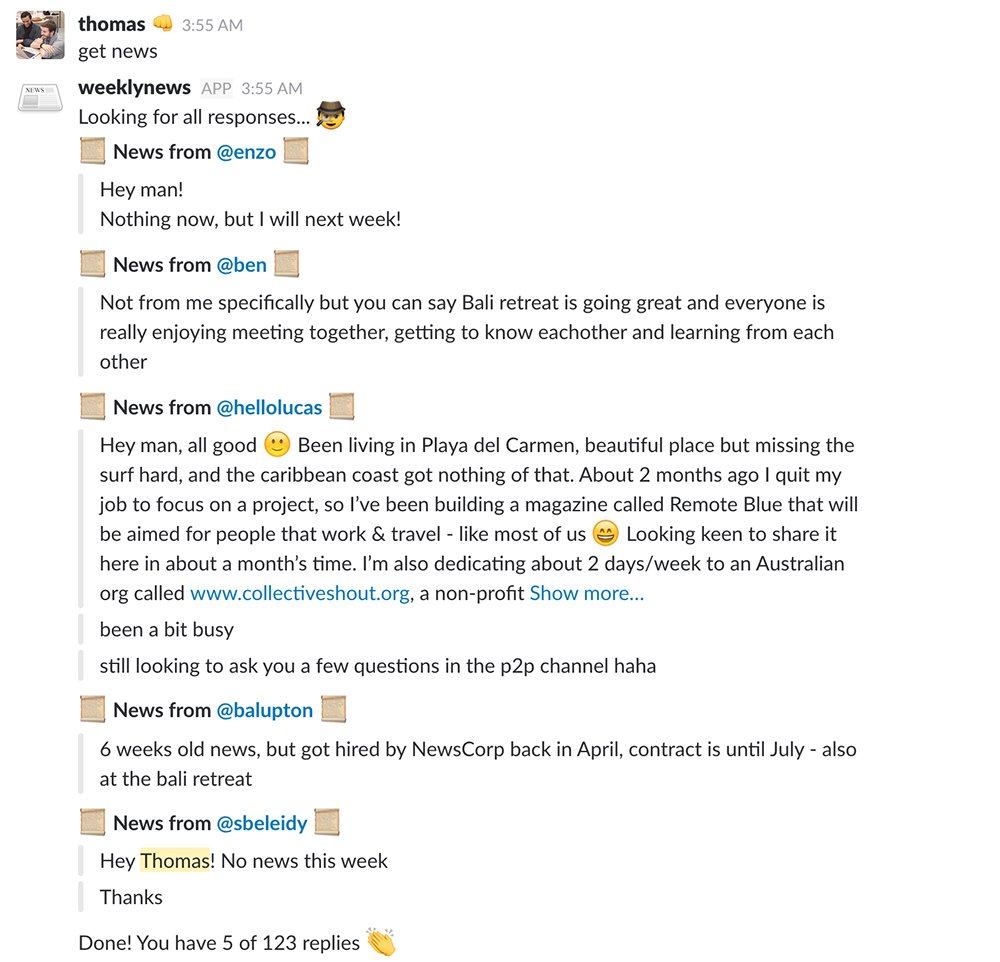 thomas 👊 3:55 AM
get news
NEWS
weeklynews APP 3:55 AM
Looking for all responses... 🕵️
📜 News from @enzo 📜
Hey man!
Nothing now, but I will next week!
📜 News from @ben 📜
Not from me specifically but you can say Bali retreat is going great and everyone is
really enjoying meeting together, getting to know eachother and learning from each
other
📜 News from @hellolucas 📜
Hey man, all good 🙂 Been living in Playa del Carmen, beautiful place but missing the
surf hard, and the caribbean coast got nothing of that. About 2 months ago I quit my
job to focus on a project, so I've been building a magazine called Remote Blue that will
be aimed for people that work & travel - like most of us 😄 Looking keen to share it
here in about a month's time. I'm also dedicating about 2 days/week to an Australian
org called www.collectiveshout.org, a non-profit Show more...
been a bit busy
still looking to ask you a few questions in the p2p channel haha
📜 News from @balupton 📜
6 weeks old news, but got hired by NewsCorp back in April, contract is until July - also
at the bali retreat
📜 News from @sbeleidy 📜
Hey Thomas! No news this week
Thanks
Done! You have 5 of 123 replies 👏